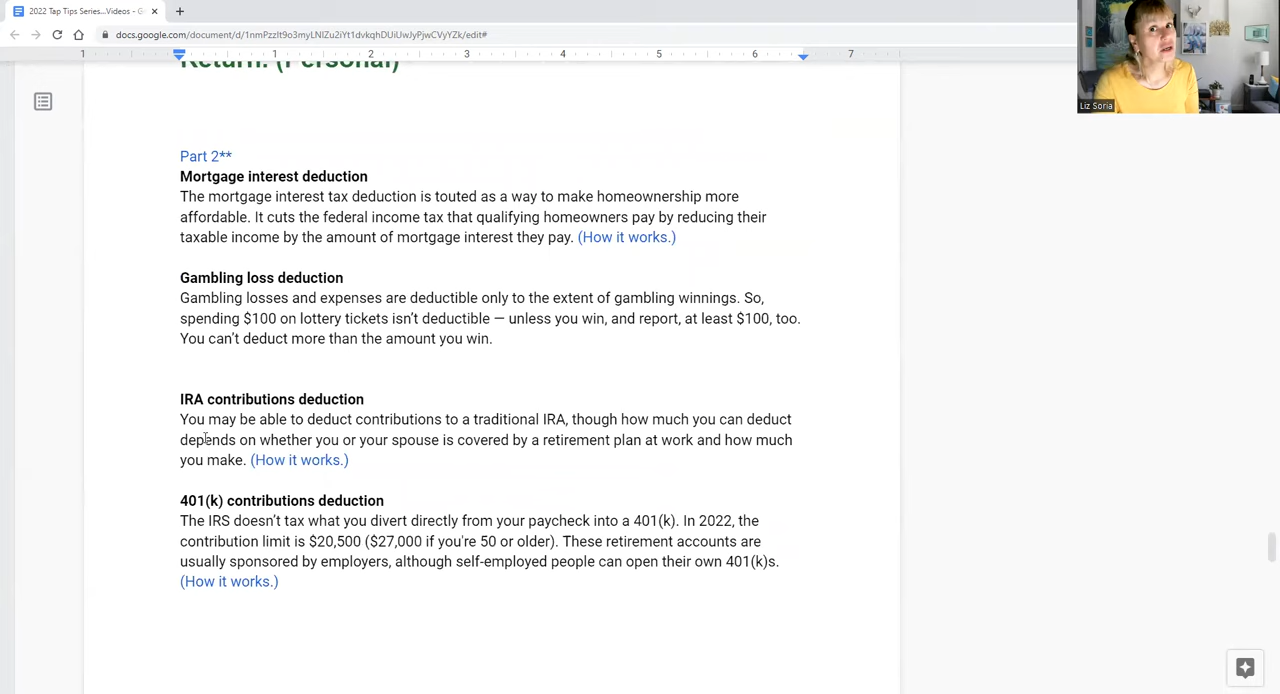 2022 Tap Tips Series...Videos - G
docs.google.com/document/d/1nmPzzIt9o3myLNIZu2iYt1dvkqhDUiUwJyPjwCVyYZk/edit#
1 1 2 3 4 5 6 7
Return: (Personal)
Liz Soria
Part 2**
Mortgage interest deduction
The mortgage interest tax deduction is touted as a way to make homeownership more
affordable. It cuts the federal income tax that qualifying homeowners pay by reducing their
taxable income by the amount of mortgage interest they pay. (How it works.)
Gambling loss deduction
Gambling losses and expenses are deductible only to the extent of gambling winnings. So,
spending $100 on lottery tickets isn’t deductible — unless you win, and report, at least $100, too.
You can’t deduct more than the amount you win.
IRA contributions deduction
You may be able to deduct contributions to a traditional IRA, though how much you can deduct
depends on whether you or your spouse is covered by a retirement plan at work and how much
you make. (How it works.)
401(k) contributions deduction
The IRS doesn’t tax what you divert directly from your paycheck into a 401(k). In 2022, the
contribution limit is $20,500 ($27,000 if you're 50 or older). These retirement accounts are
usually sponsored by employers, although self-employed people can open their own 401(k)s.
(How it works.)